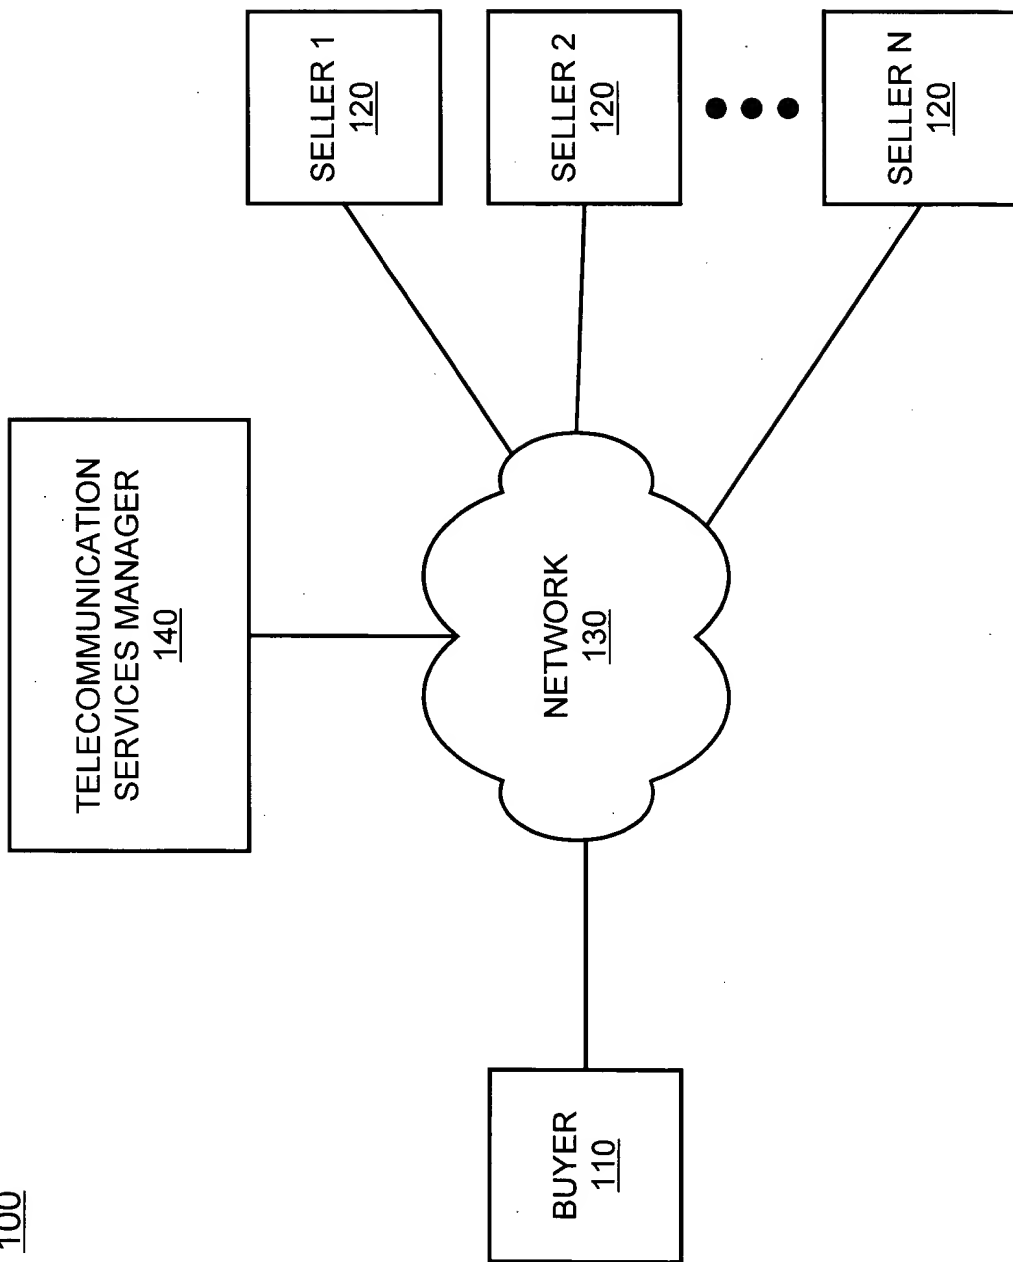 100
TELECOMMUNICATION
SERVICES MANAGER
140
BUYER
110
NETWORK
130
SELLER 1
120
SELLER 2
120
SELLER N
120